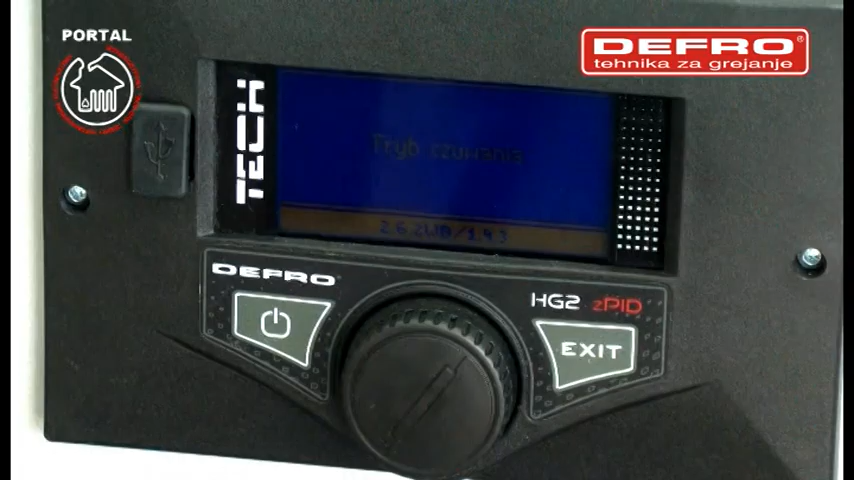 PORTAL
DEFRO®
tehnika za grejanje
TECH
Tryb czuwania
DEFRO
HG2 zPID
EXIT